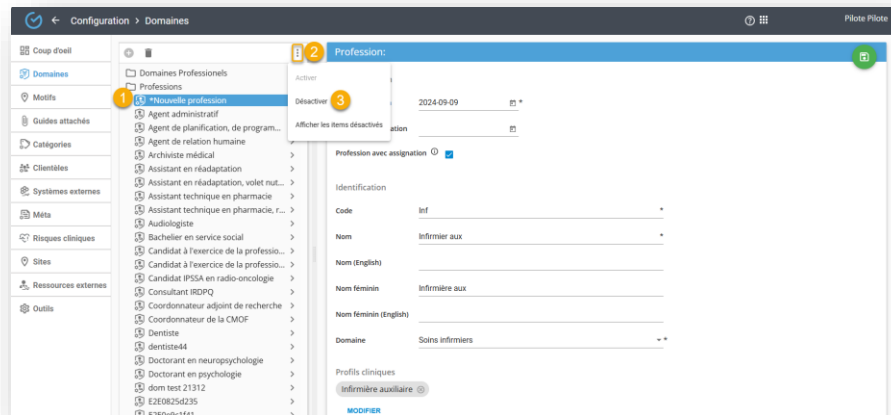 Configuration > Domaines
Pilote Pilote
Coup d'oeil
Domaines
Motifs
Guides attachés
Catégories
Clientèles
Systèmes externes
Méta
Risques cliniques
Sites
Ressources externes
Outils
2
Domaines Professionels
Professions
1 *Nouvelle profession
Agent administratif
Agent de planification, de program...
Agent de relation humaine
Archiviste médical
Assistant en réadaptation
Assistant en réadaptation, volet nut...
Assistant technique en pharmacie
Assistant technique en pharmacie, r...
Audiologiste
Bachelier en service social
Candidat à l'exercice de la professio...
Candidat à l'exercice de la professio...
Candidat IPSSA en radio-oncologie
Consultant IRDPQ
Coordonnateur adjoint de recherche
Coordonnateur de la CMOF
Dentiste
dentiste44
Doctorant en neuropsychologie
Doctorant en psychologie
dom test 21312
E2E0825d235
E2E0c9c1f41
Activer
Désactiver 3
Afficher les items désactivés
Profession:
2024-09-09 *
ation
Profession avec assignation
Identification
Code Inf *
Nom Infirmier aux *
Nom (English)
Nom féminin Infirmière aux
Nom féminin (English)
Domaine Soins infirmiers *
Profils cliniques
Infirmière auxiliaire
MODIFIER